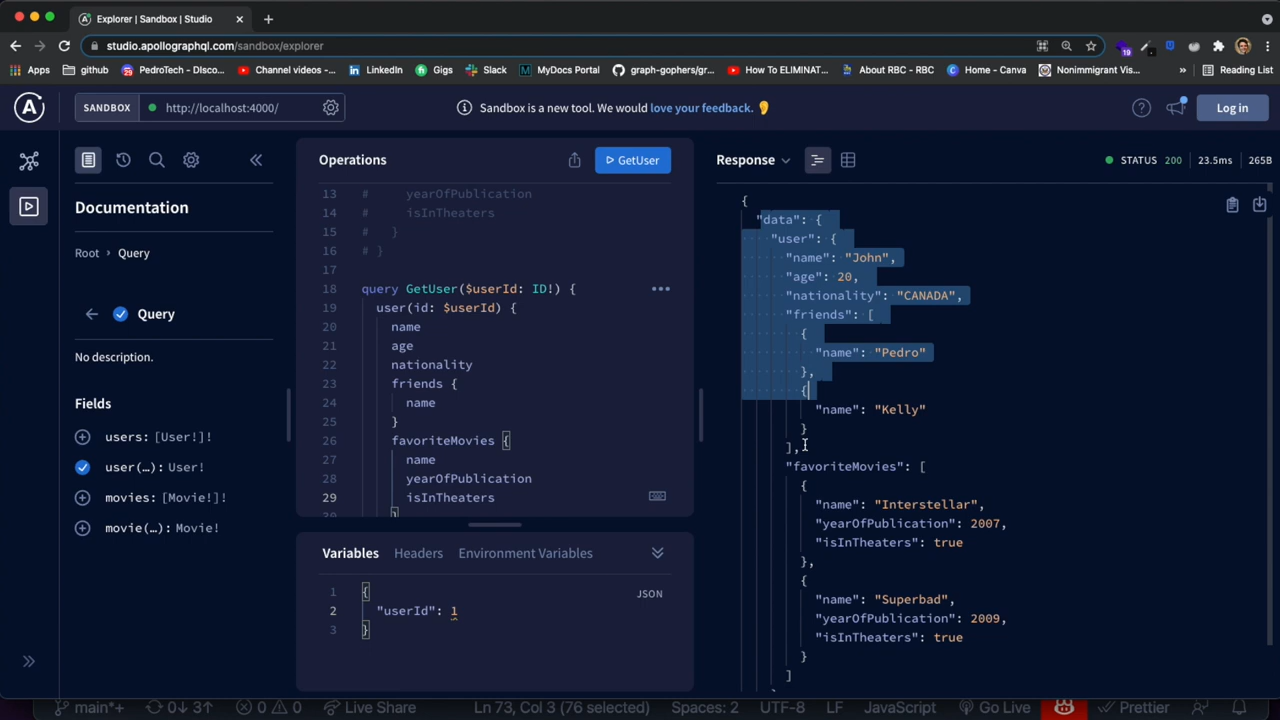 Explorer | Sandbox | Studio
studio.apollographql.com/sandbox/explorer
19
Apps
github
PedroTech - DIsco...
Channel videos -...
LinkedIn
Gigs
Slack
MyDocs Portal
graph-gophers/gr...
How To ELIMINAT...
About RBC - RBC
Home - Canva
Nonimmigrant Vis...
»
Reading List
SANDBOX
http://localhost:4000/
Sandbox is a new tool. We would love your feedback.
Log in
Documentation
Root › Query
Query
No description.
Fields
users: [User!]!
user(…): User!
movies: [Movie!]!
movie(…): Movie!
Operations
GetUser
13 # yearOfPublication
14 # isInTheaters
15 # }
16 # }
17
18 query GetUser($userId: ID!) {
19 user(id: $userId) {
20 name
21 age
22 nationality
23 friends {
24 name
25 }
26 favoriteMovies {
27 name
28 yearOfPublication
29 isInTheaters
30 }
Variables Headers Environment Variables
JSON
1 {
2 "userId": 1
3 }
Response
STATUS 200 23.5ms 265B
{
"data": {
"user": {
"name": "John",
"age": 20,
"nationality": "CANADA",
"friends": [
{
"name": "Pedro"
},
{
"name": "Kelly"
}
],
"favoriteMovies": [
{
"name": "Interstellar",
"yearOfPublication": 2007,
"isInTheaters": true
},
{
"name": "Superbad",
"yearOfPublication": 2009,
"isInTheaters": true
}
]
main*+ 0↓ 3↑ 0 0 Live Share Ln 73, Col 3 (76 selected) Spaces: 2 UTF-8 LF JavaScript Go Live Prettier